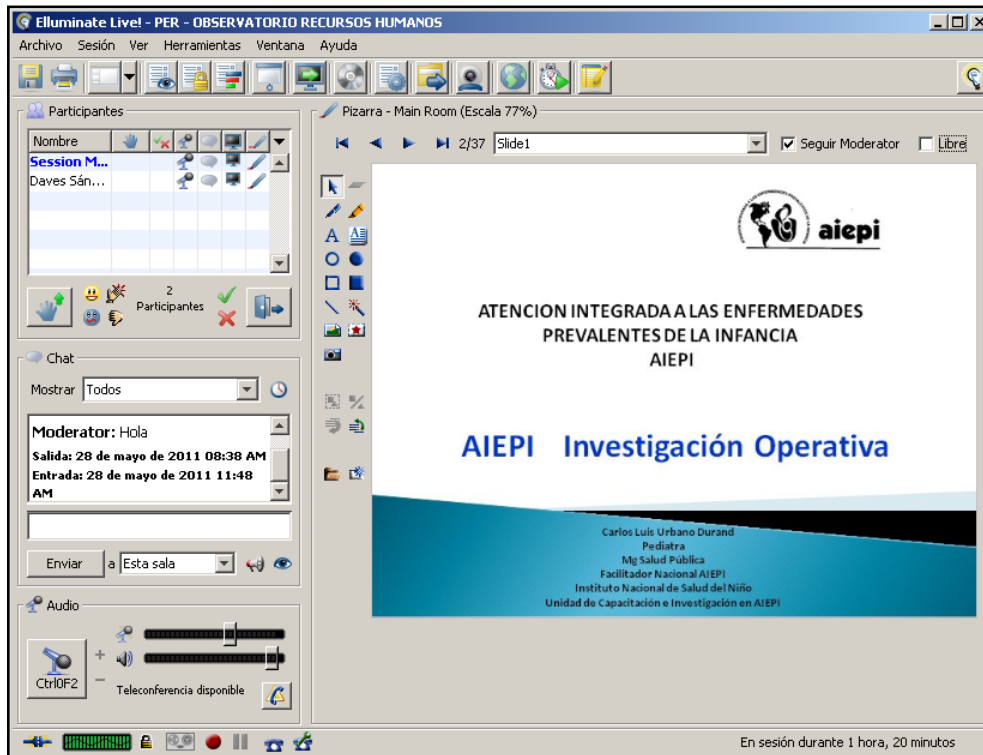 Elluminate Live! - PER - OBSERVATORIO RECURSOS HUMANOS
Archivo Sesión Ver Herramientas Ventana Ayuda
Participantes
Nombre
Session M...
Daves Sán...
2
Participantes
Chat
Mostrar Todos
Moderator: Hola
Salida: 28 de mayo de 2011 08:38 AM
Entrada: 28 de mayo de 2011 11:48
AM
Enviar a Esta sala
Audio
Ctrl0F2
Teleconferencia disponible
Pizarra - Main Room (Escala 77%)
2/37 Slide1 Seguir Moderator Libre
aiepi
ATENCION INTEGRADA A LAS ENFERMEDADES
PREVALENTES DE LA INFANCIA
AIEPI
AIEPI Investigación Operativa
Carlos Luis Urbano Durand
Pediatra
Mg Salud Pública
Facilitador Nacional AIEPI
Instituto Nacional de Salud del Niño
Unidad de Capacitación e Investigación en AIEPI
En sesión durante 1 hora, 20 minutos